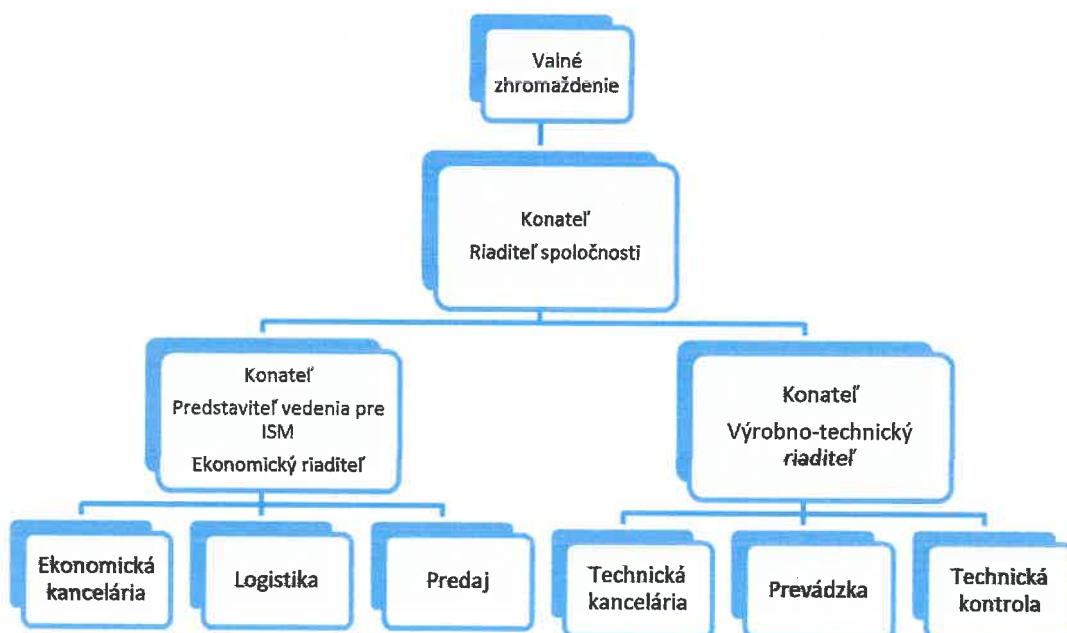 Valné
zhromaždenie
Konateľ
Riaditeľ spoločnosti
Konateľ
Predstaviteľ vedenia pre
ISM
Ekonomický riaditeľ
Konateľ
Výrobno-technický
riaditeľ
Ekonomická
kancelária
Logistika
Predaj
Technická
kancelária
Prevádzka
Technická
kontrola